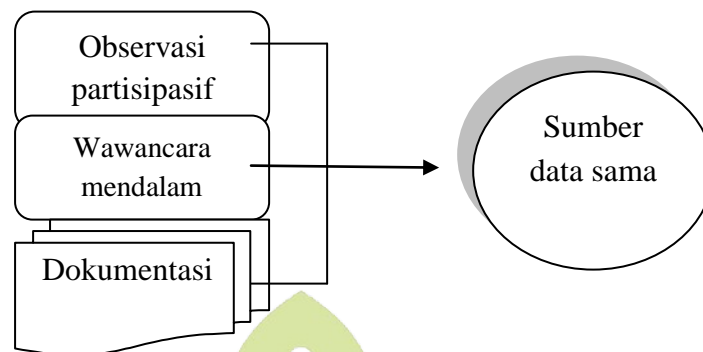 Observasi
partisipasif
Wawancara
mendalam
Dokumentasi
Sumber
data sama